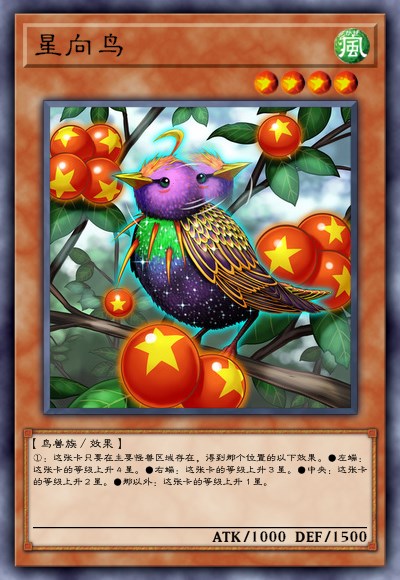 星向鸟
風
【鸟兽族／效果】
①：这张卡只要在主要怪兽区域存在，得到那个位置的以下效果。●左端：
这张卡的等级上升４星。●右端：这张卡的等级上升３星。●中央：这张卡
的等级上升２星。●那以外：这张卡的等级上升１星。
ATK/1000 DEF/1500